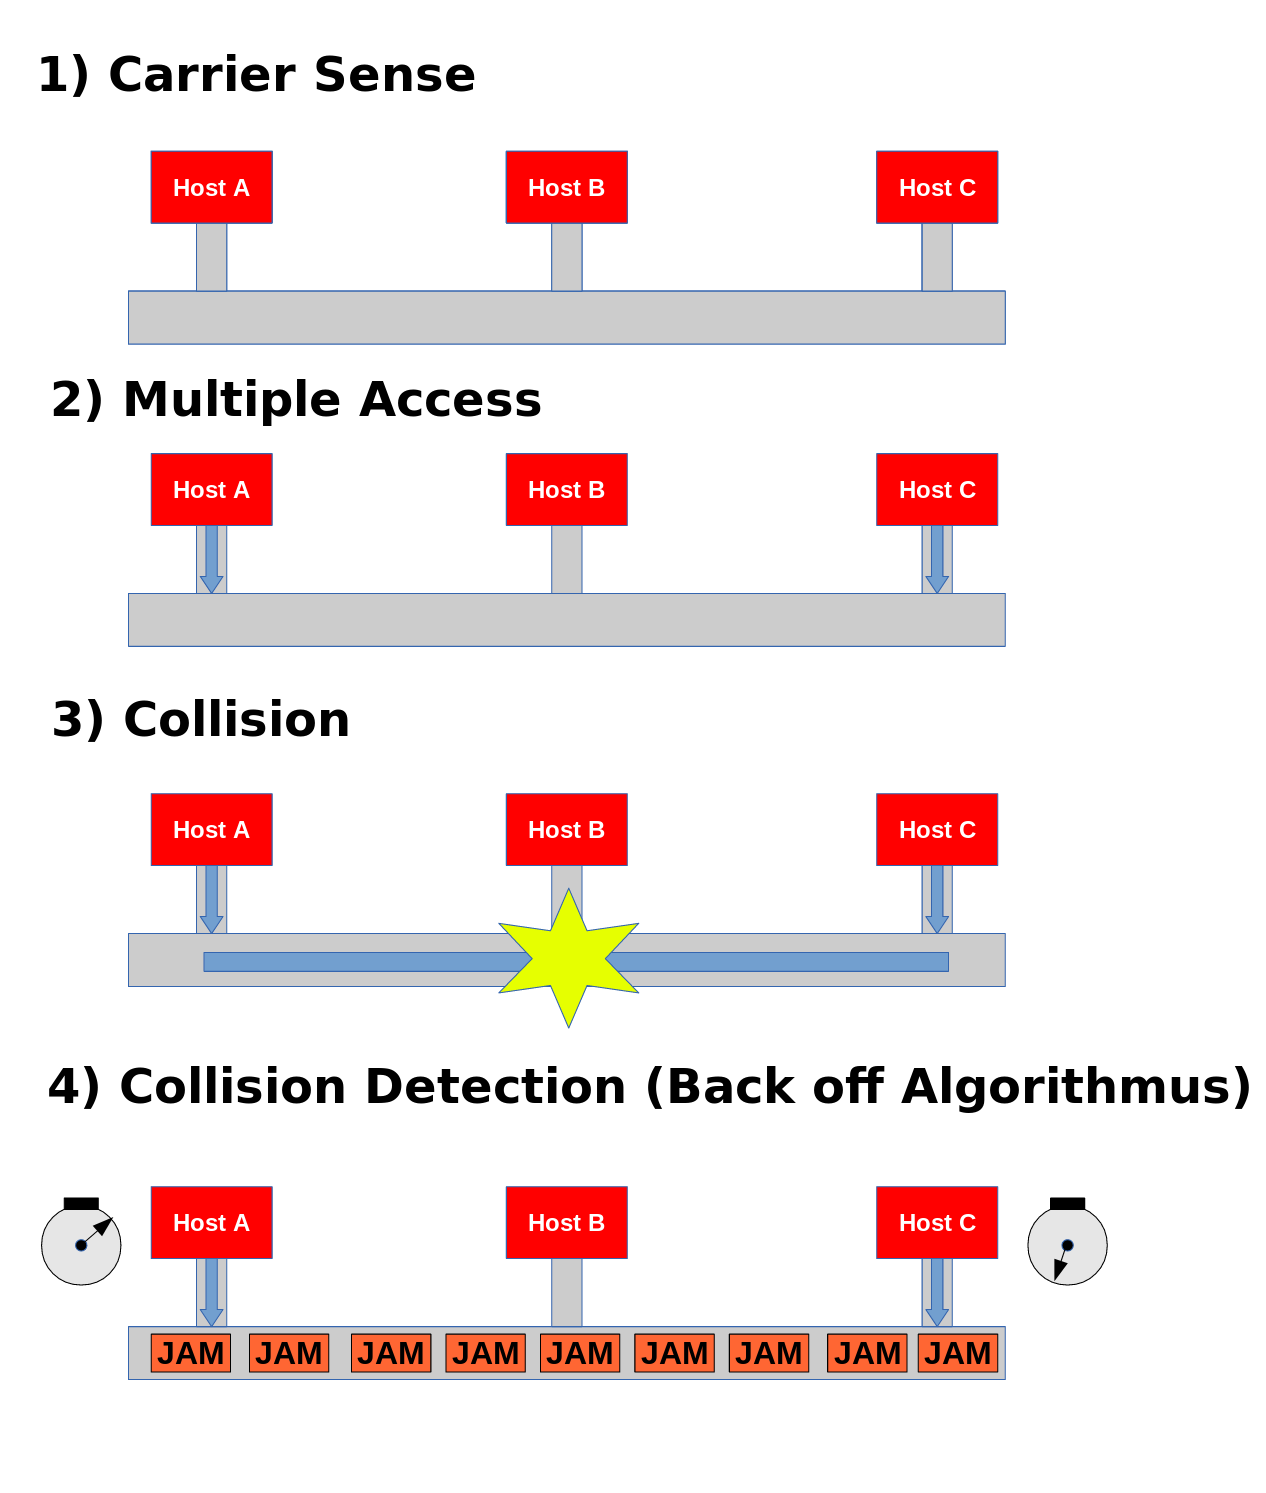 1) Carrier Sense
Host A Host B Host C
2) Multiple Access
Host A Host B Host C
3) Collision
Host A Host B Host C
4) Collision Detection (Back off Algorithmus)
Host A Host B Host C
JAM JAM JAM JAM JAM JAM JAM JAM JAM